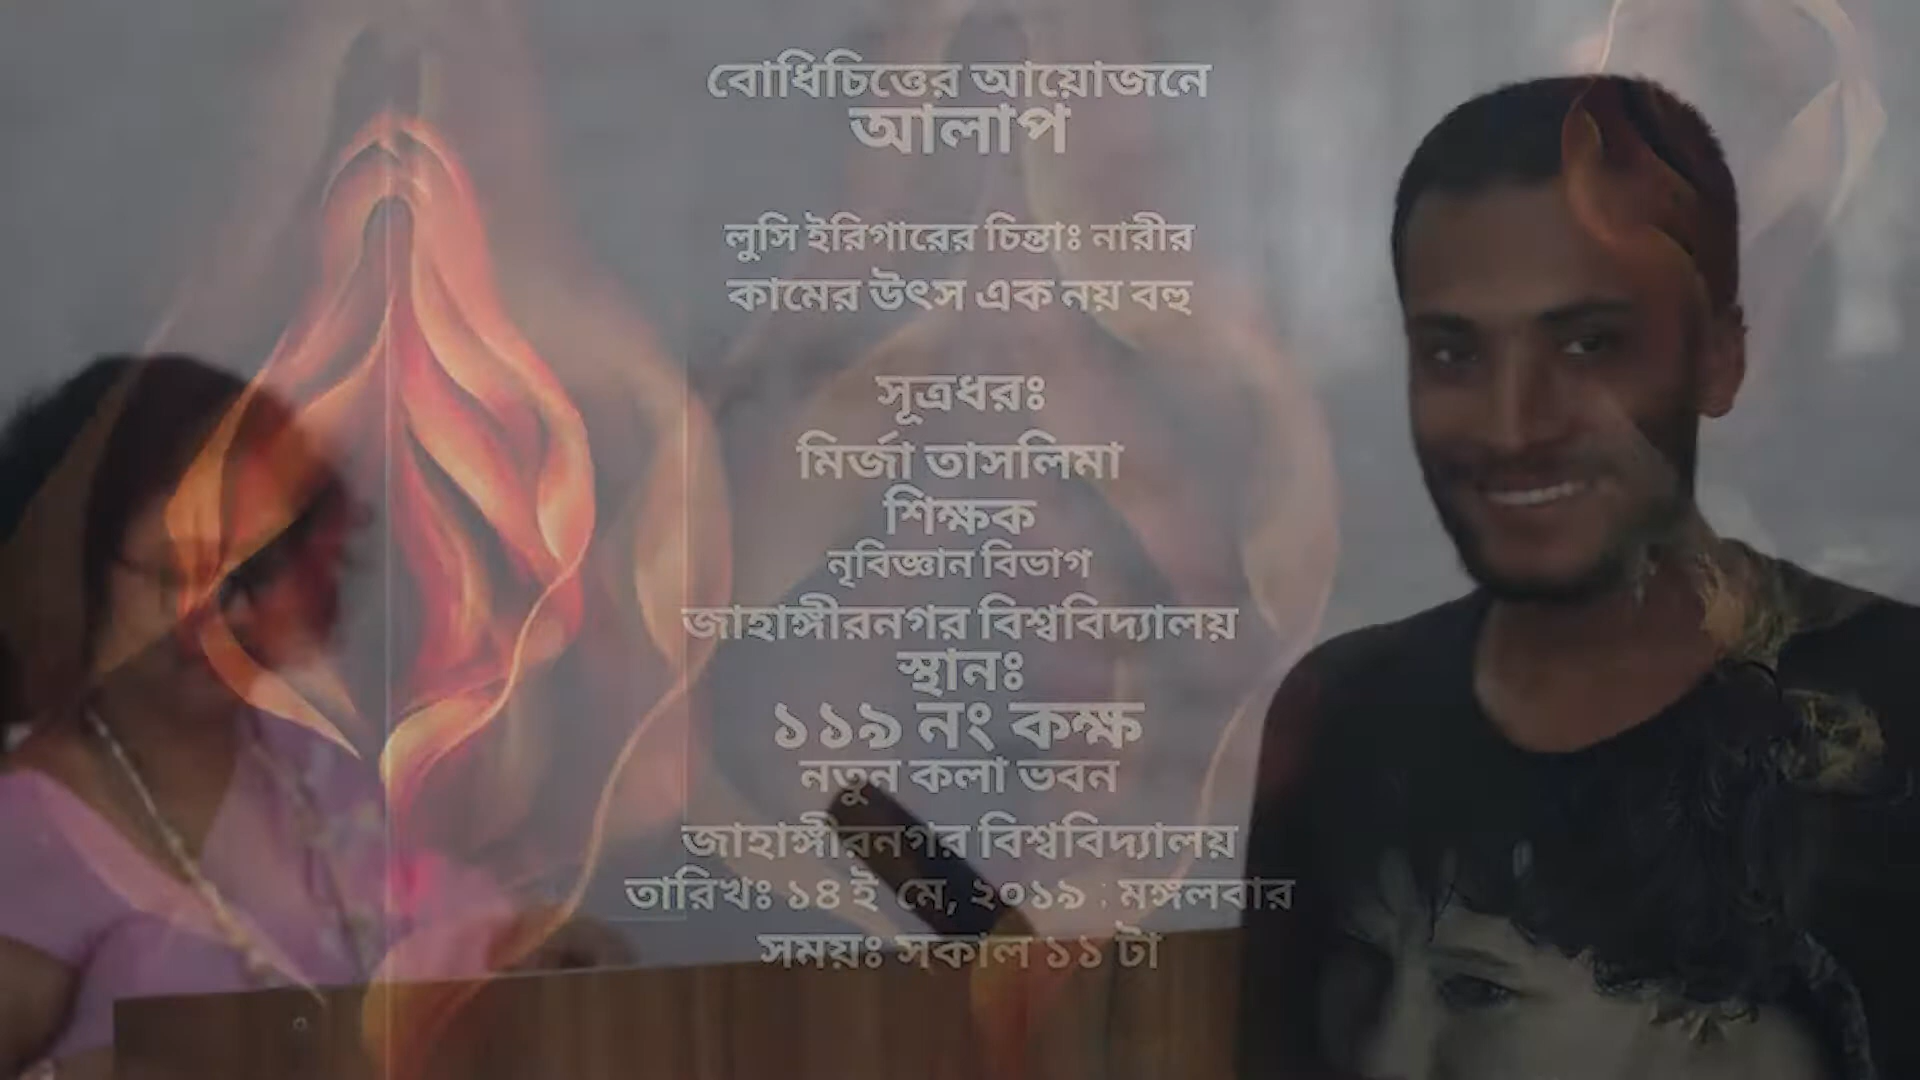 বোধিচিত্তের আয়োজনে
আলাপ
লুসি ইরিগারের চিন্তাঃ নারীর
কামের উৎস এক নয় বহু
সূত্রধরঃ
মির্জা তাসলিমা
শিক্ষক
নৃবিজ্ঞান বিভাগ
জাহাঙ্গীরনগর বিশ্ববিদ্যালয়
স্থানঃ
১১৯ নং কক্ষ
নতুন কলা ভবন
জাহাঙ্গীরনগর বিশ্ববিদ্যালয়
তারিখঃ ১৪ই মে, ২০১৯ : মঙ্গলবার
সময়ঃ সকাল ১১ টা